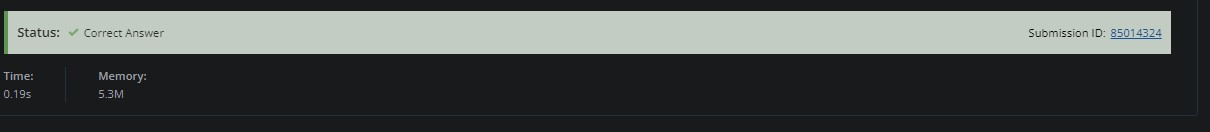 Status: ✔ Correct Answer Submission ID: 85014324
Time: Memory:
0.19s 5.3M